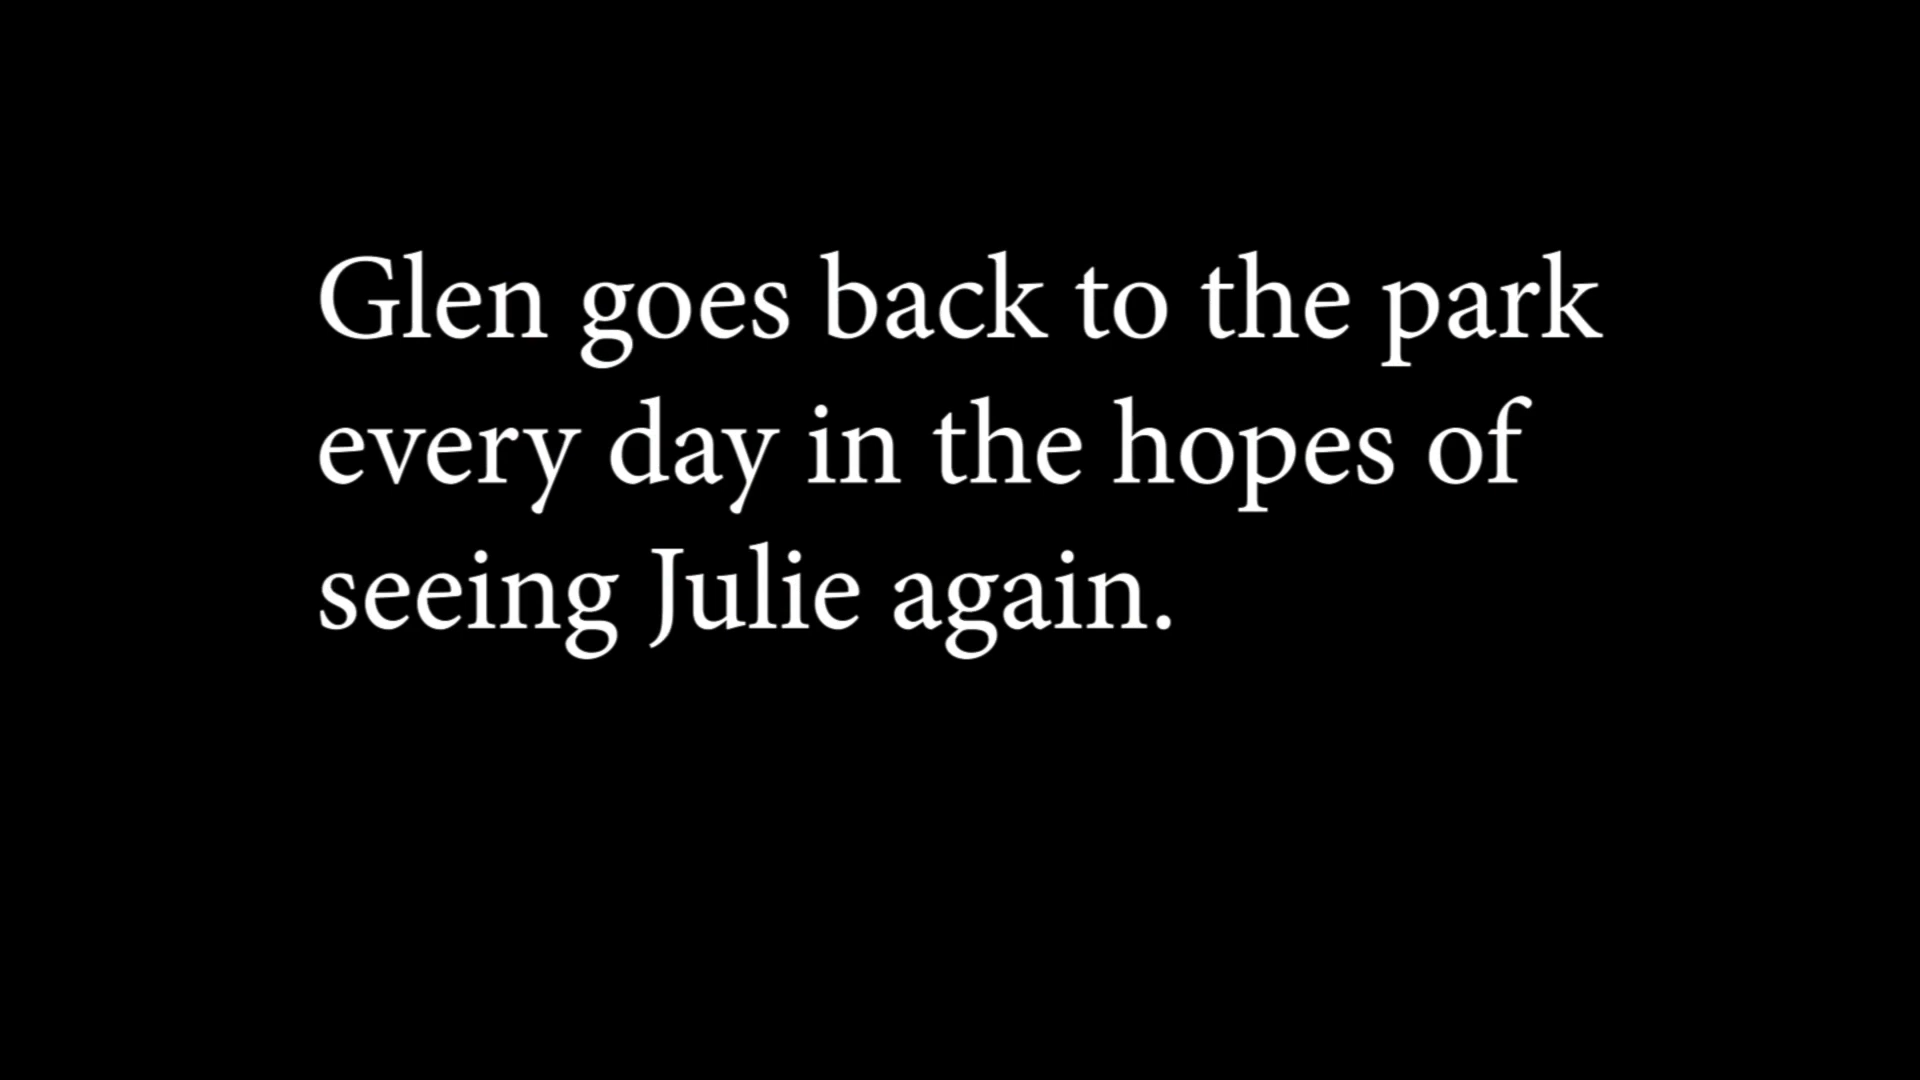 Glen goes back to the park
every day in the hopes of
seeing Julie again.